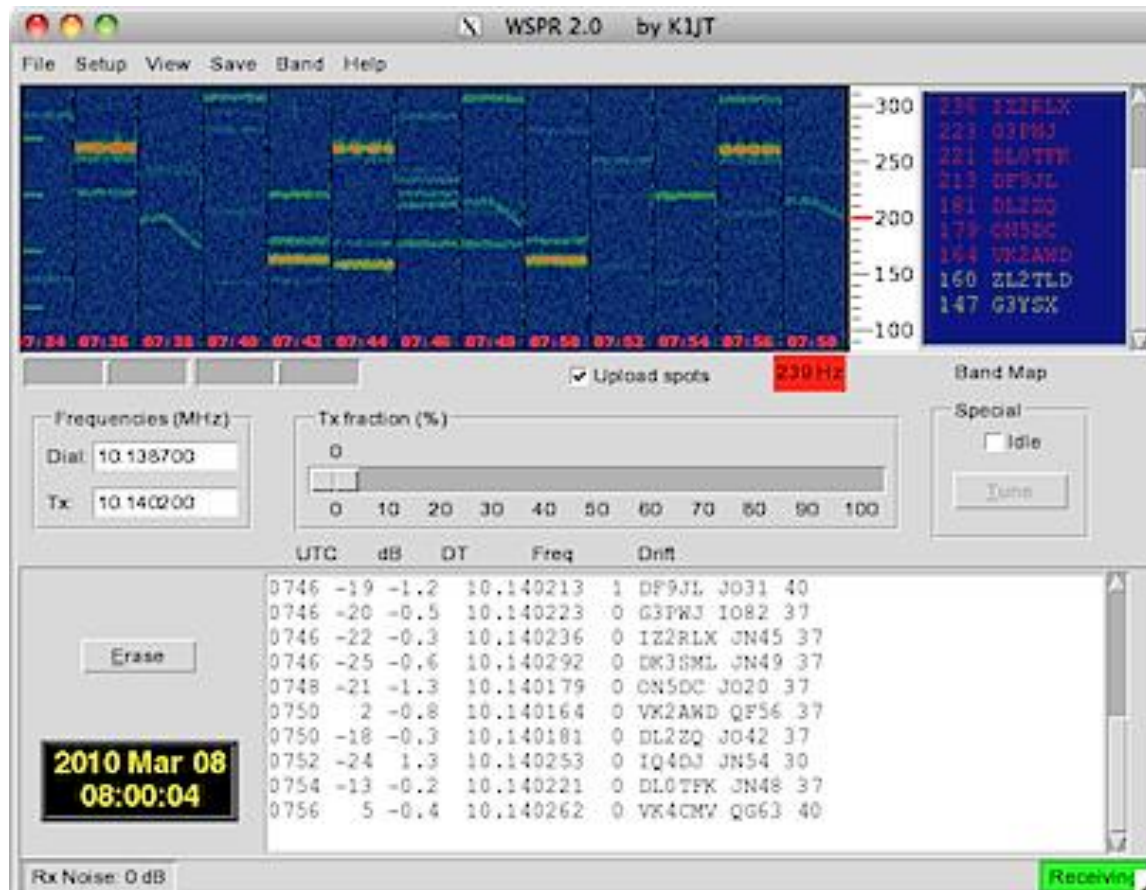 WSPR 2.0 by K1JT
File Setup View Save Band Help
300
250
200
150
100
07:34 07:36 07:38 07:40 07:42 07:44 07:46 07:48 07:50 07:52 07:54 07:56 07:58
236 IZ2RLX
223 G3PWJ
221 DL0TFK
213 DF9JL
181 DL2ZQ
179 ON5DC
164 VK2AWD
160 ZL2TLD
147 G3YSX
Upload spots 239 Hz Band Map
Frequencies (MHz) Tx fraction (%) Special
Idle
Dial: 10.138700 0
Tx: 10.140200 Tune
0 10 20 30 40 50 60 70 80 90 100
UTC dB DT Freq Drift
0746 -19 -1.2 10.140213 1 DF9JL JO31 40
0746 -20 -0.5 10.140223 0 G3PWJ IO82 37
0746 -22 -0.3 10.140236 0 IZ2RLX JN45 37
0746 -25 -0.6 10.140292 0 DK3SML JN49 37
0748 -21 -1.3 10.140179 0 ON5DC JO20 37
0750 2 -0.8 10.140164 0 VK2AWD QF56 37
0750 -18 -0.3 10.140181 0 DL2ZQ JO42 37
0752 -24 1.3 10.140253 0 IQ4DJ JN54 30
0754 -13 -0.2 10.140221 0 DL0TFK JN48 37
0756 5 -0.4 10.140262 0 VK4CMV QG63 40
Erase
2010 Mar 08
08:00:04
Rx Noise: 0 dB Receiving